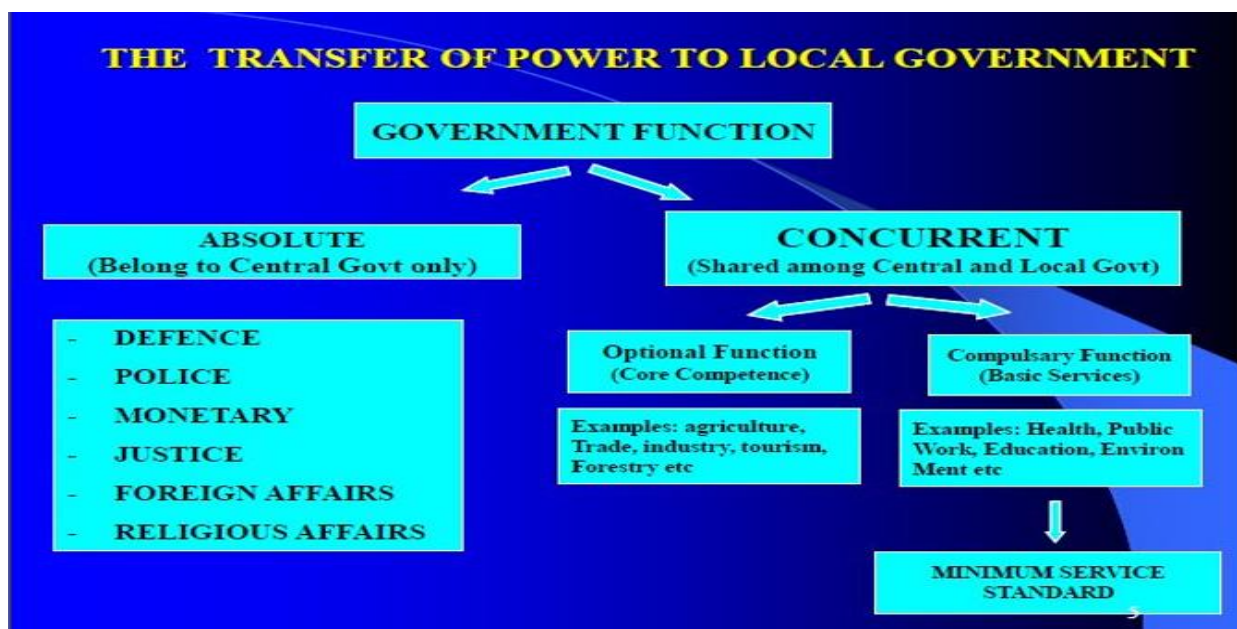 THE TRANSFER OF POWER TO LOCAL GOVERNMENT
GOVERNMENT FUNCTION
ABSOLUTE
(Belong to Central Govt only)
- DEFENCE
- POLICE
- MONETARY
- JUSTICE
- FOREIGN AFFAIRS
- RELIGIOUS AFFAIRS
CONCURRENT
(Shared among Central and Local Govt)
Optional Function
(Core Competence)
Examples: agriculture,
Trade, industry, tourism,
Forestry etc
Compulsary Function
(Basic Services)
Examples: Health, Public
Work, Education, Environ
Ment etc
MINIMUM SERVICE
STANDARD
5